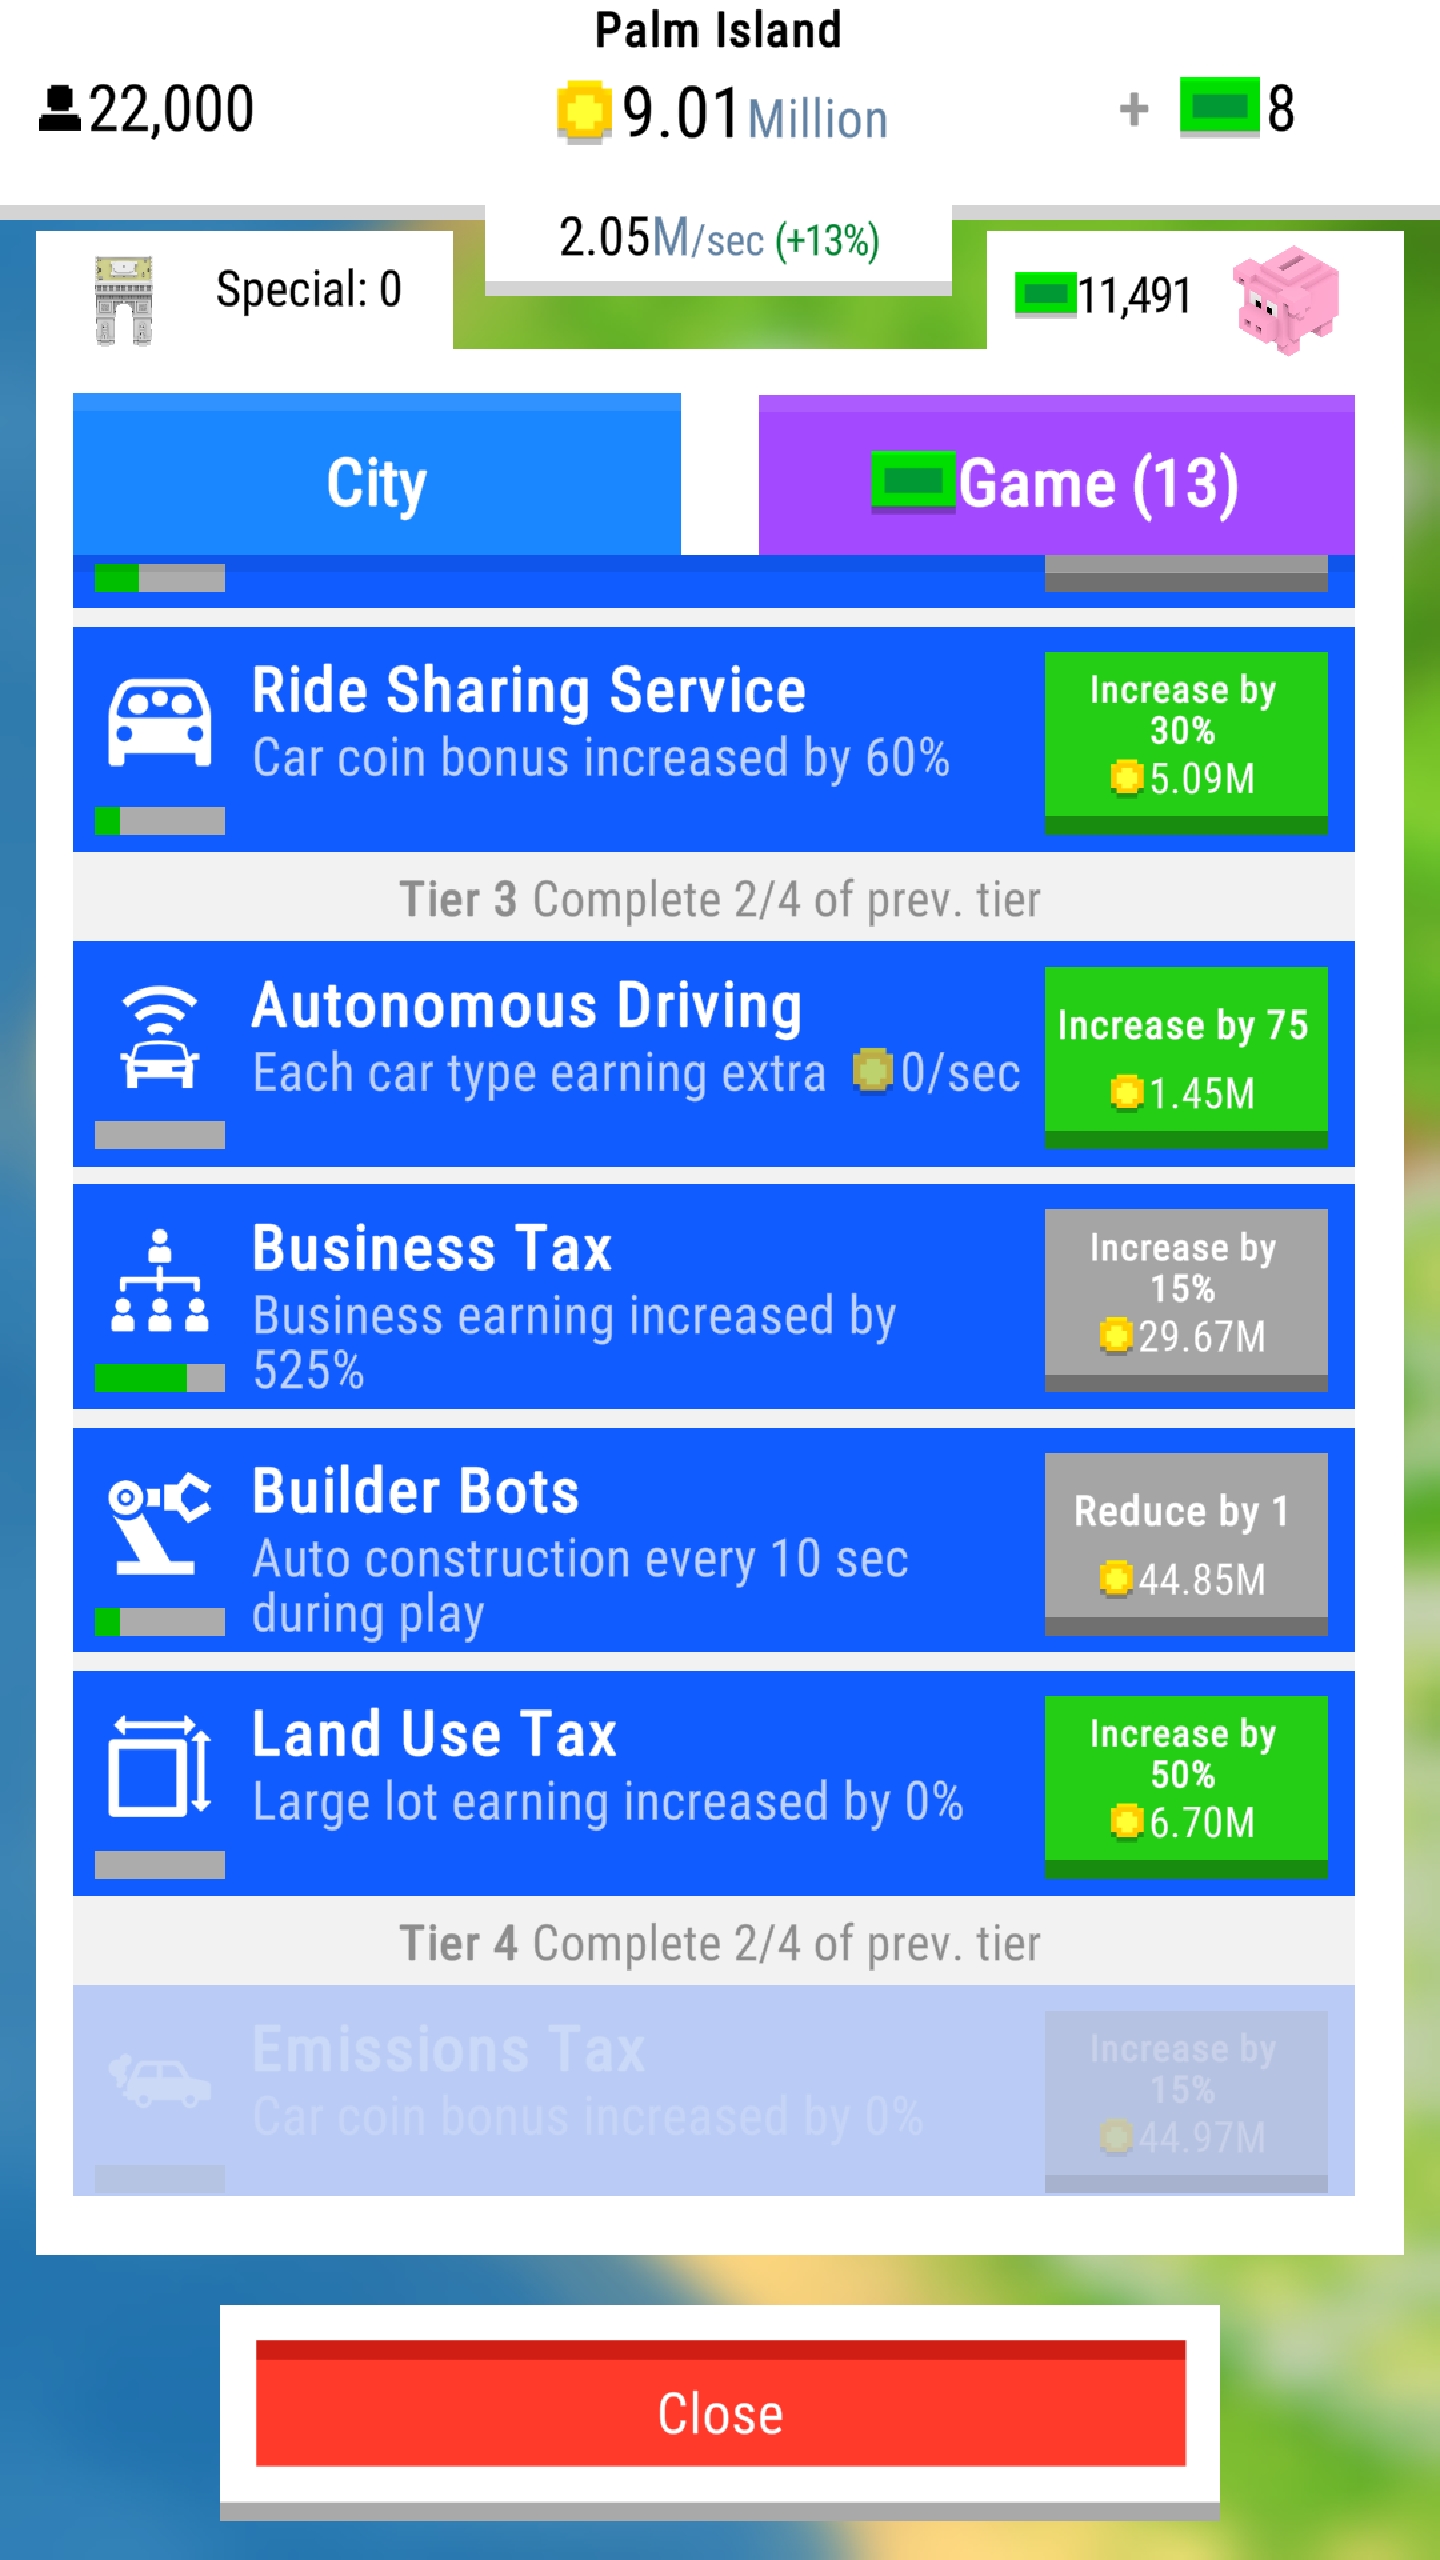 Palm Island
22,000
9.01 Million
+ 8
2.05M/sec (+13%)
Special: 0
11,491
City
Game (13)
Ride Sharing Service
Car coin bonus increased by 60%
Increase by
30%
5.09M
Tier 3 Complete 2/4 of prev. tier
Autonomous Driving
Each car type earning extra 0/sec
Increase by 75
1.45M
Business Tax
Business earning increased by
525%
Increase by
15%
29.67M
Builder Bots
Auto construction every 10 sec
during play
Reduce by 1
44.85M
Land Use Tax
Large lot earning increased by 0%
Increase by
50%
6.70M
Tier 4 Complete 2/4 of prev. tier
Emissions Tax
Car coin bonus increased by 0%
Increase by
15%
44.97M
Close